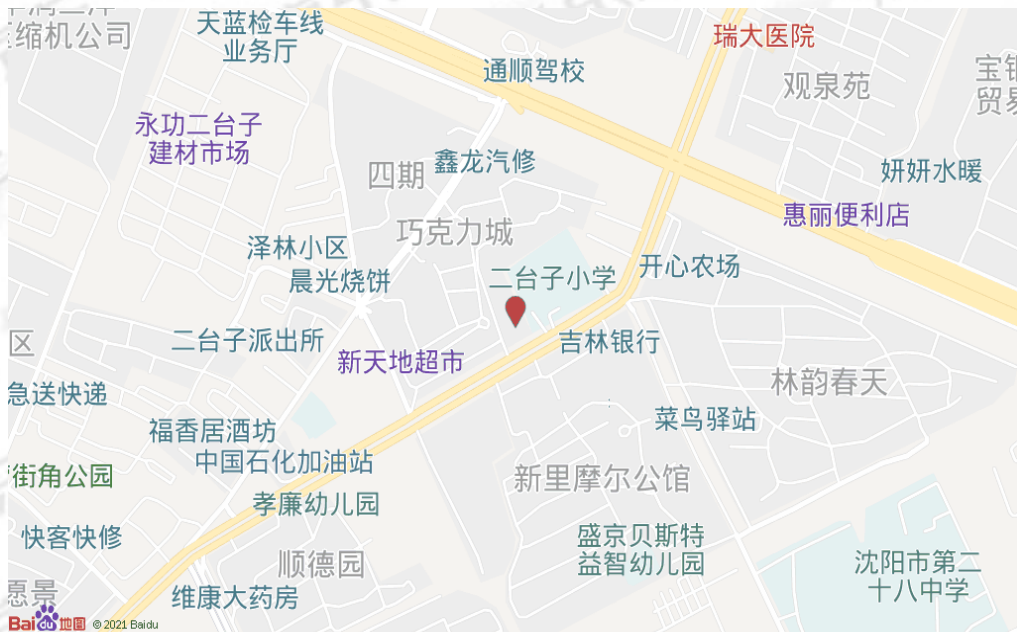 缩机公司
天蓝检车线
业务厅
瑞大医院
通顺驾校
观泉苑
宝
贸易
永功二台子
建材市场
四期
鑫龙汽修
妍妍水暖
惠丽便利店
巧克力城
泽林小区
晨光烧饼
二台子小学
开心农场
区
二台子派出所
新天地超市
吉林银行
林韵春天
急送快递
福香居酒坊
菜鸟驿站
中国石化加油站
街角公园
新里摩尔公馆
孝廉幼儿园
快客快修
盛京贝斯特
益智幼儿园
顺德园
沈阳市第二
十八中学
愿景
维康大药房
Bai du 地图 © 2021 Baidu